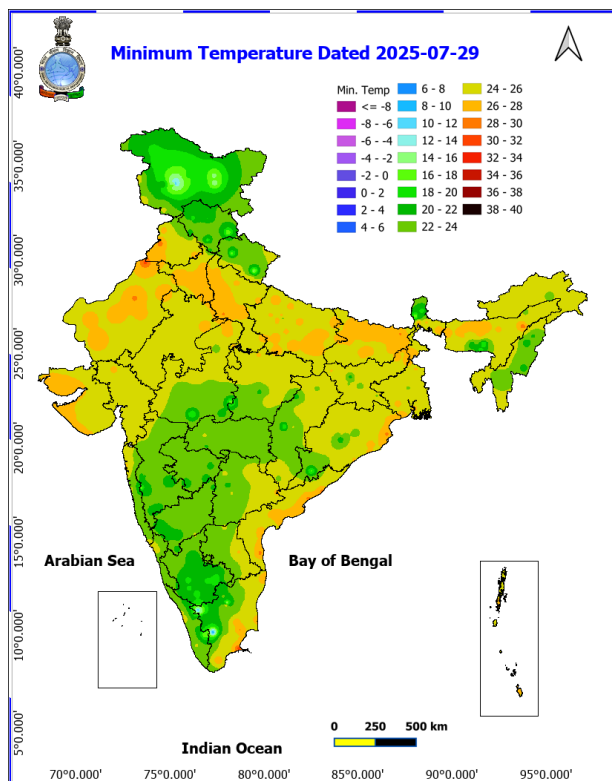 Minimum Temperature Dated 2025-07-29
Min. Temp
<= -8
-8 - -6
-6 - -4
-4 - -2
-2 - 0
0 - 2
2 - 4
4 - 6
6 - 8
8 - 10
10 - 12
12 - 14
14 - 16
16 - 18
18 - 20
20 - 22
22 - 24
24 - 26
26 - 28
28 - 30
30 - 32
32 - 34
34 - 36
36 - 38
38 - 40
40°0.000'
35°0.000'
30°0.000'
25°0.000'
20°0.000'
15°0.000'
10°0.000'
5°0.000'
Arabian Sea
Bay of Bengal
0 250 500 km
Indian Ocean
70°0.000' 75°0.000' 80°0.000' 85°0.000' 90°0.000' 95°0.000'